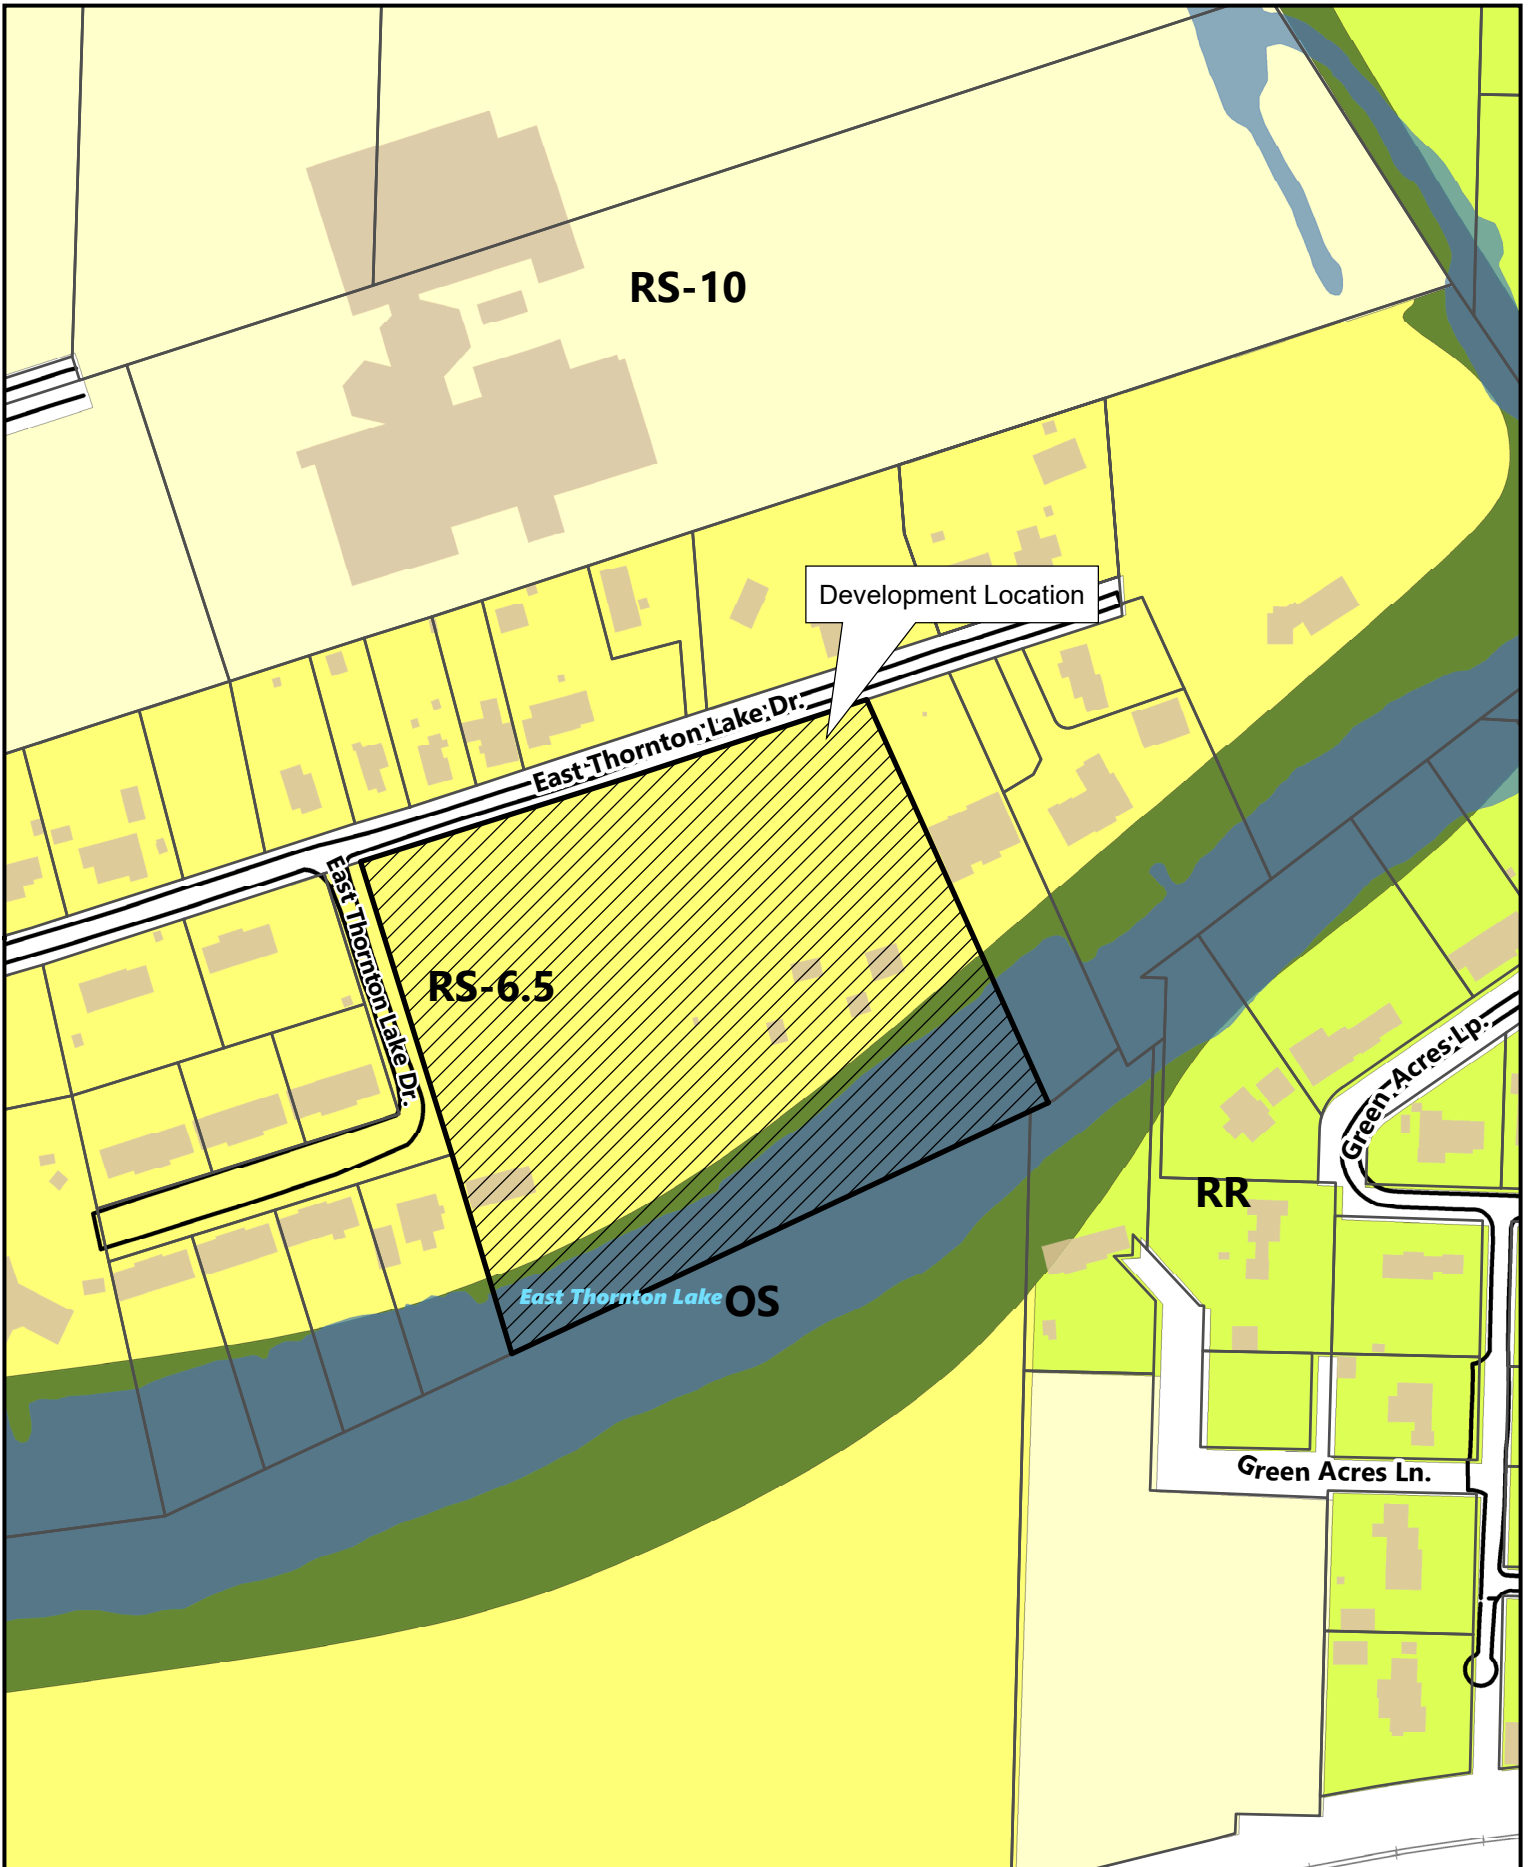 RS-10
Development Location
East Thornton Lake Dr.
East Thornton Lake Dr.
RS-6.5
Green Acres Lp.
RR
East Thornton Lake
OS
Green Acres Ln.